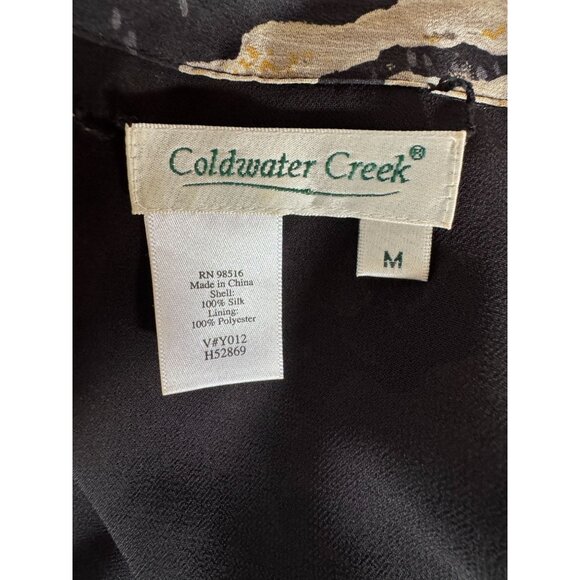 Coldwater Creek®
M
RN 98516
Made in China
Shell:
100% Silk
Lining:
100% Polyester
V#Y012
H52869